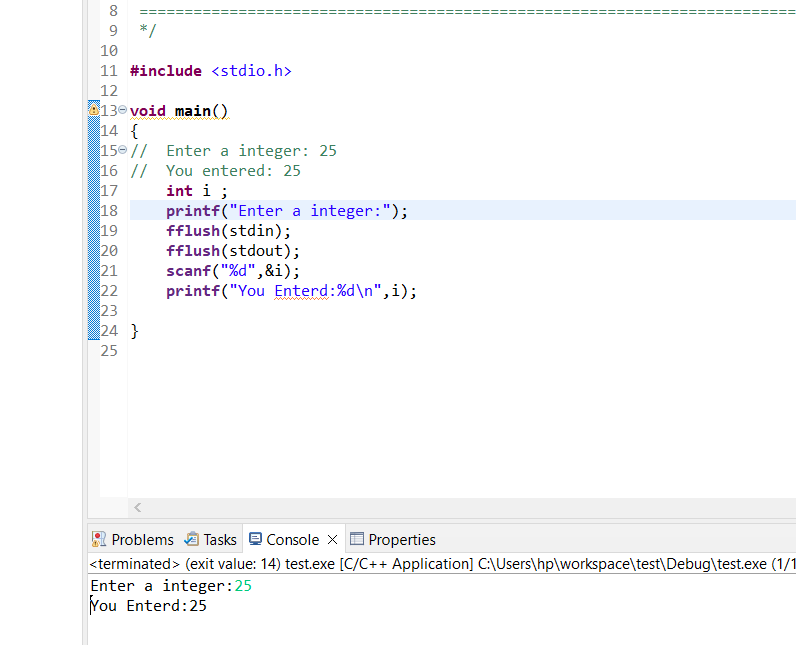 8 ==========================================================================
9 */
10
11 #include <stdio.h>
12
13 void main()
14 {
15 // Enter a integer: 25
16 // You entered: 25
17 int i ;
18 printf("Enter a integer:");
19 fflush(stdin);
20 fflush(stdout);
21 scanf("%d",&i);
22 printf("You Enterd:%d\n",i);
23
24 }
25
Problems Tasks Console Properties
<terminated> (exit value: 14) test.exe [C/C++ Application] C:\Users\hp\workspace\test\Debug\test.exe (1/1
Enter a integer:25
You Enterd:25